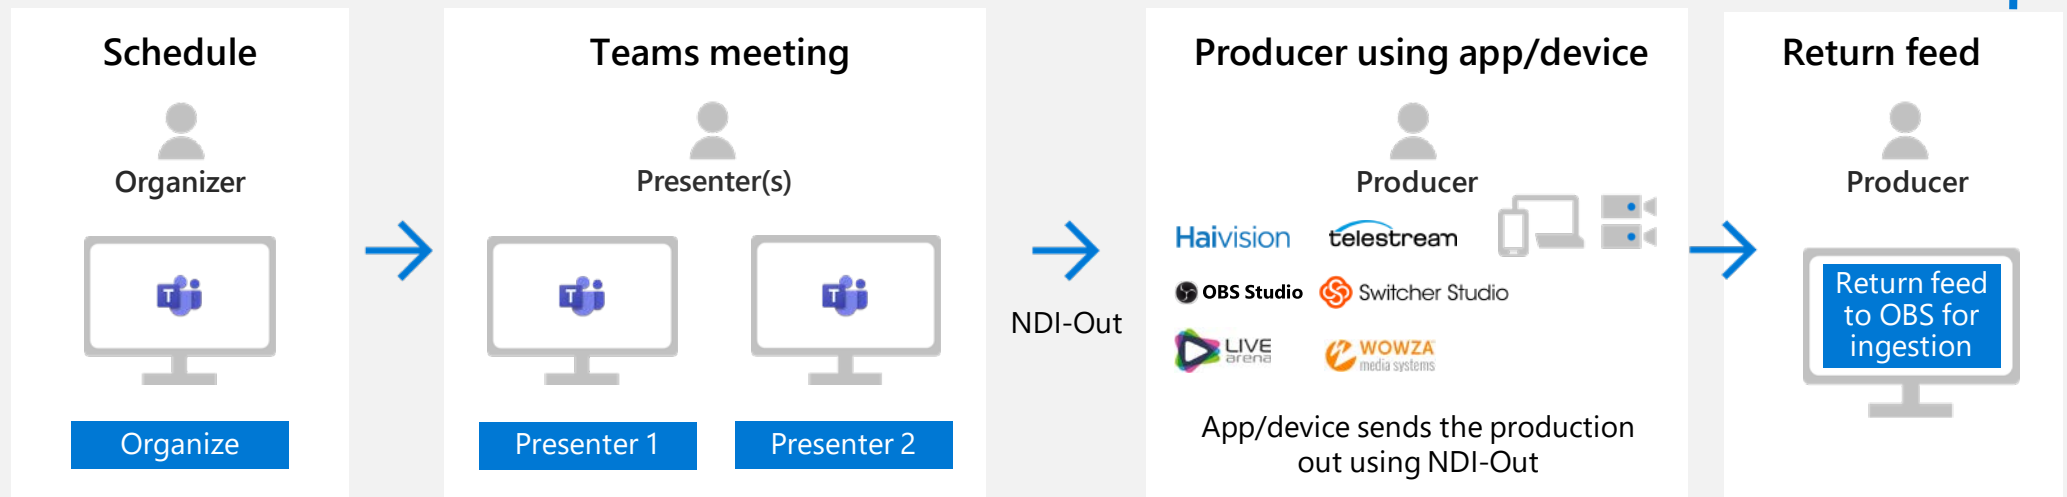 Schedule
Organizer
T
Organize
Teams meeting
Presenter(s)
T
T
Presenter 1
Presenter 2
NDI-Out
Producer using app/device
Producer
Haivision
telestream
OBS Studio
Switcher Studio
LIVE
arena
WOWZA
media systems
App/device sends the production
out using NDI-Out
Return feed
Producer
Return feed
to OBS for
ingestion